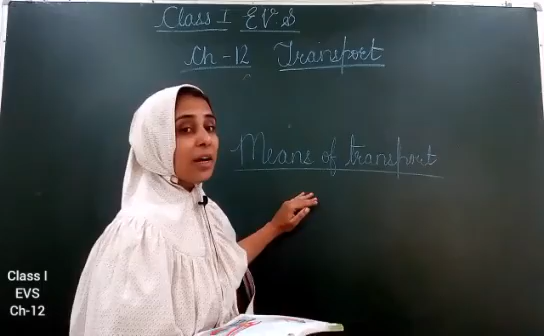 Class I EVS
Ch - 12 Transport
Means of transport
Class I
EVS
Ch-12